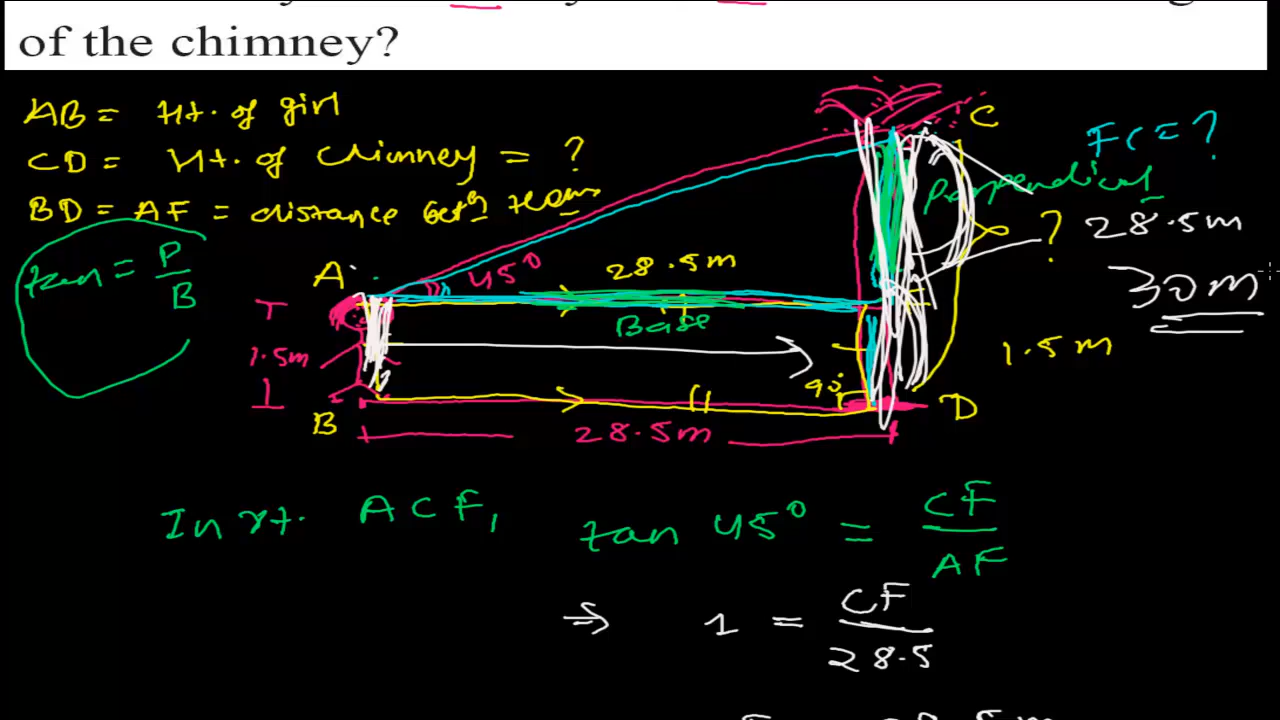 of the chimney?
AB = Ht. of girl
CD = Ht. of Chimney = ?
BD = AF = distance betn them
tan = P/B
C
FC = ?
Perpendicul
28.5m
?
30m
A
45°
28.5m
Base
1.5m
1.5m
90°
B
D
28.5m
In rt. ACF, tan 45° = CF/AF
⇒ 1 = CF/28.5